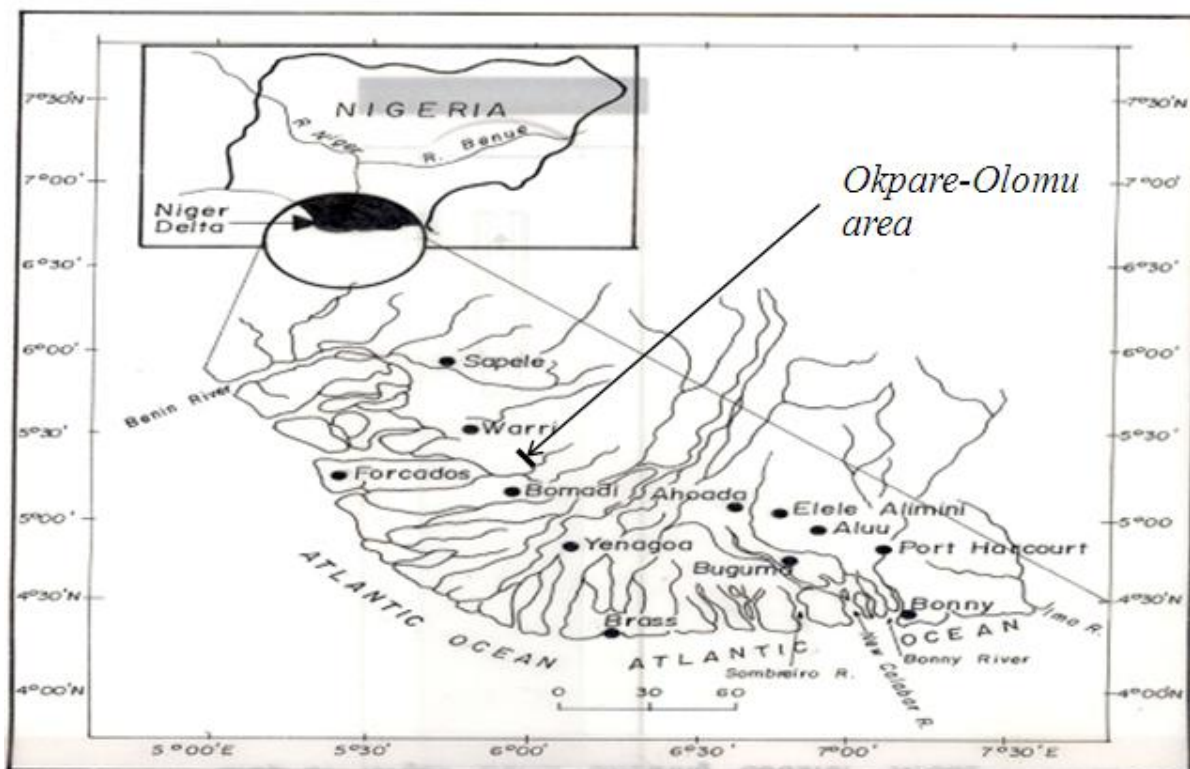 NIGERIA
R Niger
R. Benue
Niger
Delta
Okpare-Olomu
area
7°30'N
7°00'
6°30'
6°00'
5°30'
5°00'
4°30'
4°00'N
7°30'N
7°00'
6°30'
6°00'
5°30'
5°00'
4°30'
4°00N
Sapele
Benin River
Warri
Forcados
Bomadi
Ahoada
Elele Alimini
Aluu
Yenagoa
Port Harcourt
Buguma
Bonny
Brass
Imo R.
ATLANTIC OCEAN
ATLANTIC OCEAN
Sombreiro R.
New Calabar R.
Bonny River
0 30 60
5°00'E 5°30' 6°00' 6°30' 7°00' 7°30'E